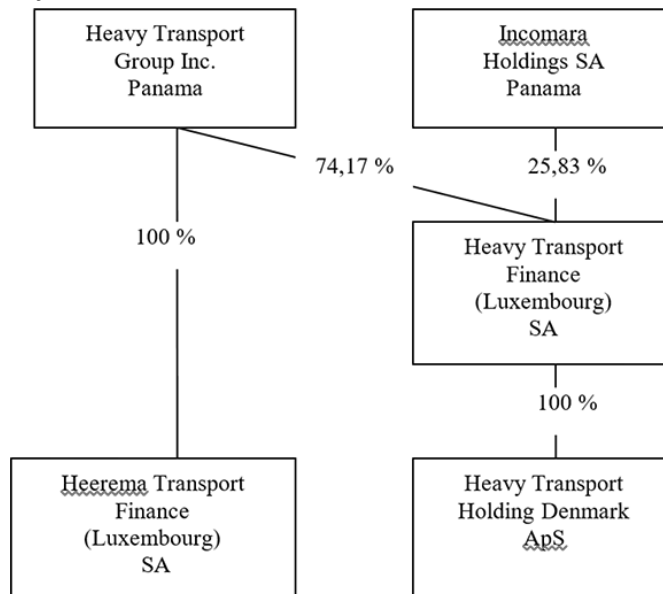 Heavy Transport
Group Inc.
Panama
Incomara
Holdings SA
Panama
74,17 %
25,83 %
100 %
Heavy Transport
Finance
(Luxembourg)
SA
100 %
Heerema Transport
Finance
(Luxembourg)
SA
Heavy Transport
Holding Denmark
ApS